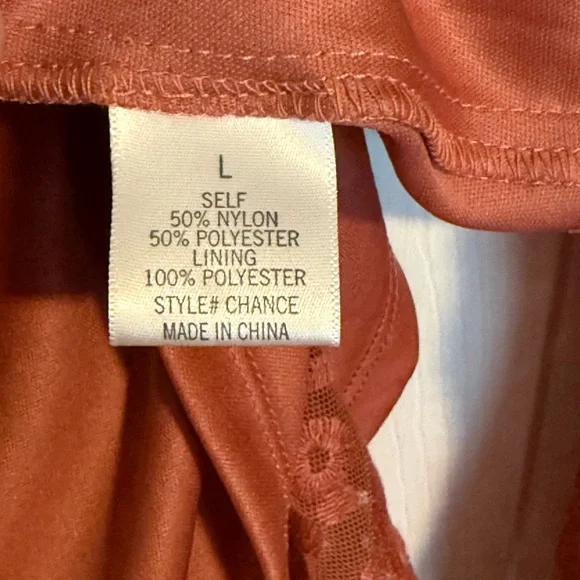 L
SELF
50% NYLON
50% POLYESTER
LINING
100% POLYESTER
STYLE# CHANCE
MADE IN CHINA